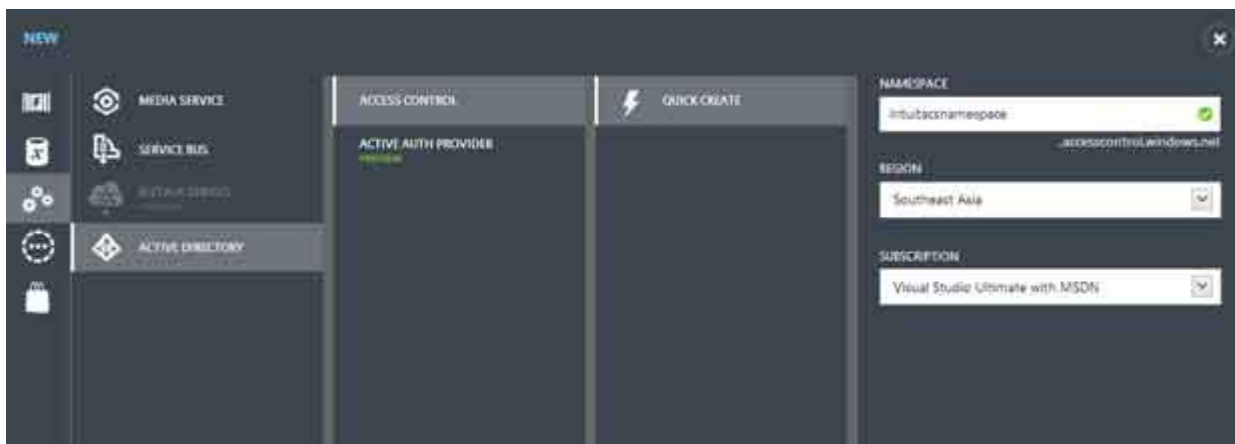 NEW
MEDIA SERVICE
SERVICE BUS
ACTIVE DIRECTORY
ACCESS CONTROL
ACTIVE AUTH PROVIDER
PREVIEW
QUICK CREATE
NAMESPACE
intuitacsnamespace
.accesscontrol.windows.net
REGION
Southeast Asia
SUBSCRIPTION
Visual Studio Ultimate with MSDN